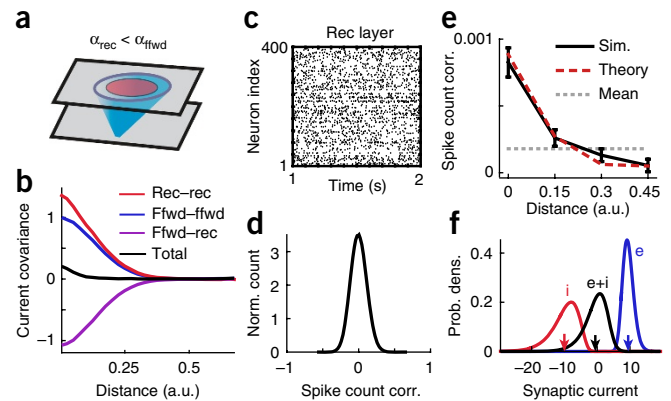 a
αrec < αffwd
b
Current covariance
1
0
−1
Rec–rec
Ffwd–ffwd
Ffwd–rec
Total
0.25
0.5
Distance (a.u.)
c
Rec layer
Neuron index
400
1
1
2
Time (s)
d
Norm. count
4
3
2
1
0
−1
0
1
Spike count corr.
e
Spike count corr.
0.001
0
Sim.
Theory
Mean
0
0.15
0.3
0.45
Distance (a.u.)
f
Prob. dens.
0.4
0.2
0
i
e+i
e
−20
−10
0
10
Synaptic current